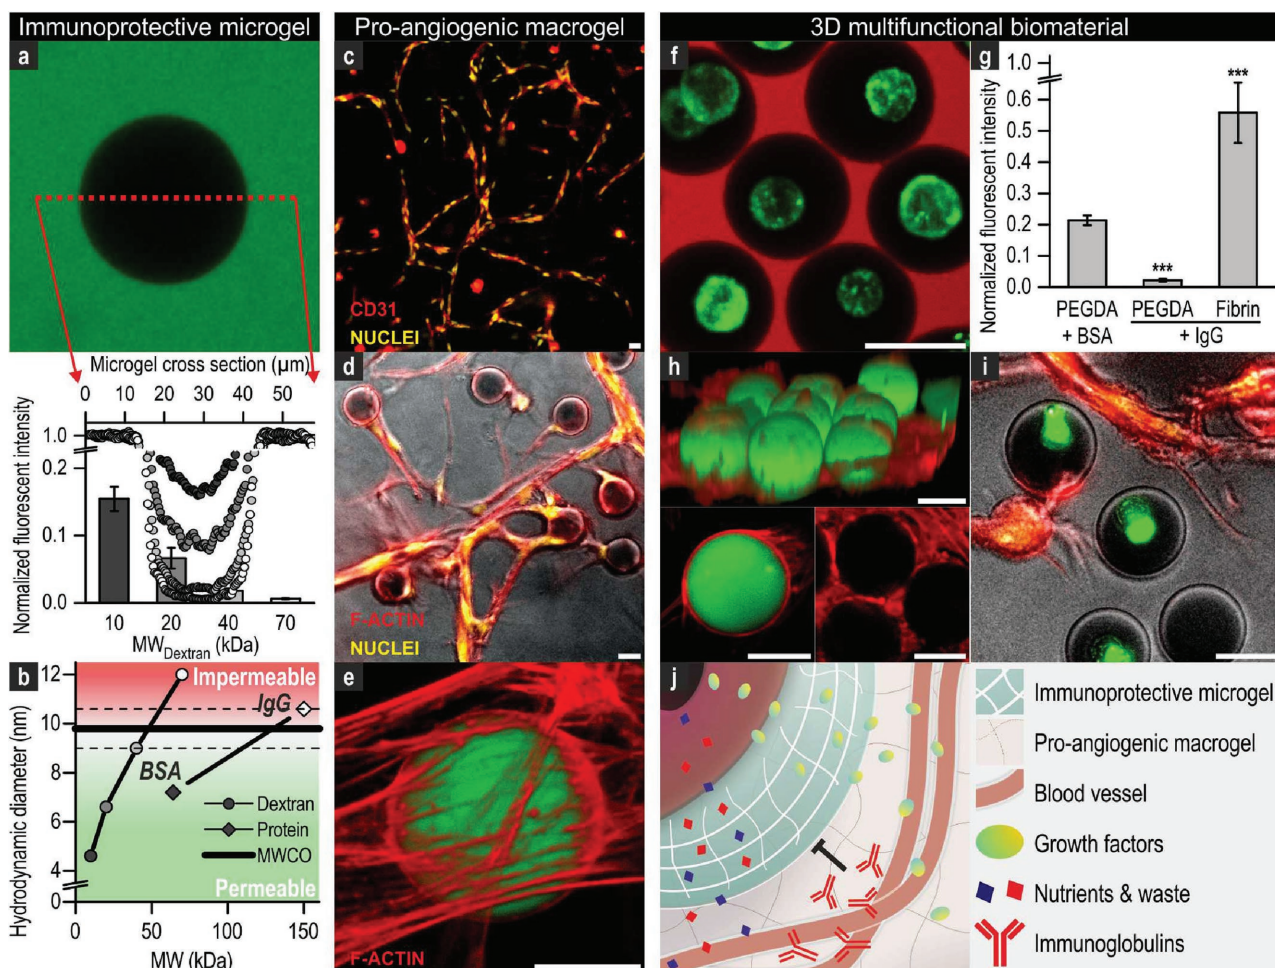 Immunoprotective microgel
Pro-angiogenic macrogel
3D multifunctional biomaterial
a
Microgel cross section (µm)
0 10 20 30 40 50
Normalized fluorescent intensity
1.0
0.2
0.1
0.0
10 20 40 70
MWDextran (kDa)
b
Hydrodynamic diameter (nm)
12
10
8
6
4
0
Impermeable
IgG
BSA
Dextran
Protein
MWCO
Permeable
0 50 100 150
MW (kDa)
c
CD31
NUCLEI
d
F-ACTIN
NUCLEI
e
F-ACTIN
f
g
Normalized fluorescent intensity
1.0
0.6
0.5
0.4
0.3
0.2
0.1
0.0
***
***
PEGDA PEGDA Fibrin
+ BSA + IgG
h
i
j
Immunoprotective microgel
Pro-angiogenic macrogel
Blood vessel
Growth factors
Nutrients & waste
Immunoglobulins